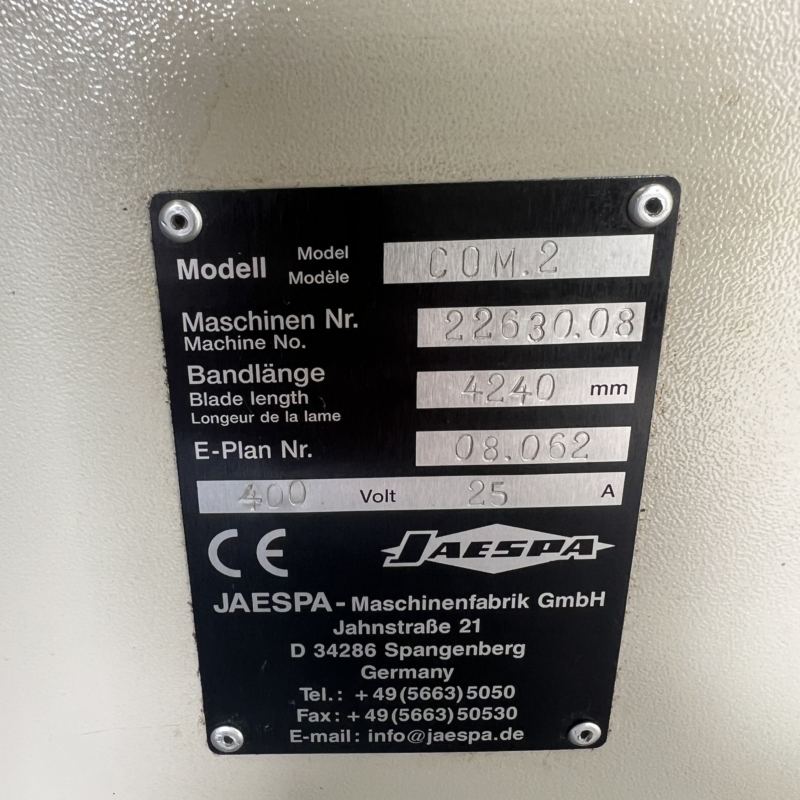 Modell Model Modèle COM.2
Maschinen Nr. 22630.08
Machine No.
Bandlänge 4240 mm
Blade length
Longeur de la lame
E-Plan Nr. 08.062
400 Volt 25 A
CE JAESPA
JAESPA-Maschinenfabrik GmbH
Jahnstraße 21
D 34286 Spangenberg
Germany
Tel.: +49(5663)5050
Fax: +49(5663)50530
E-mail: info@jaespa.de